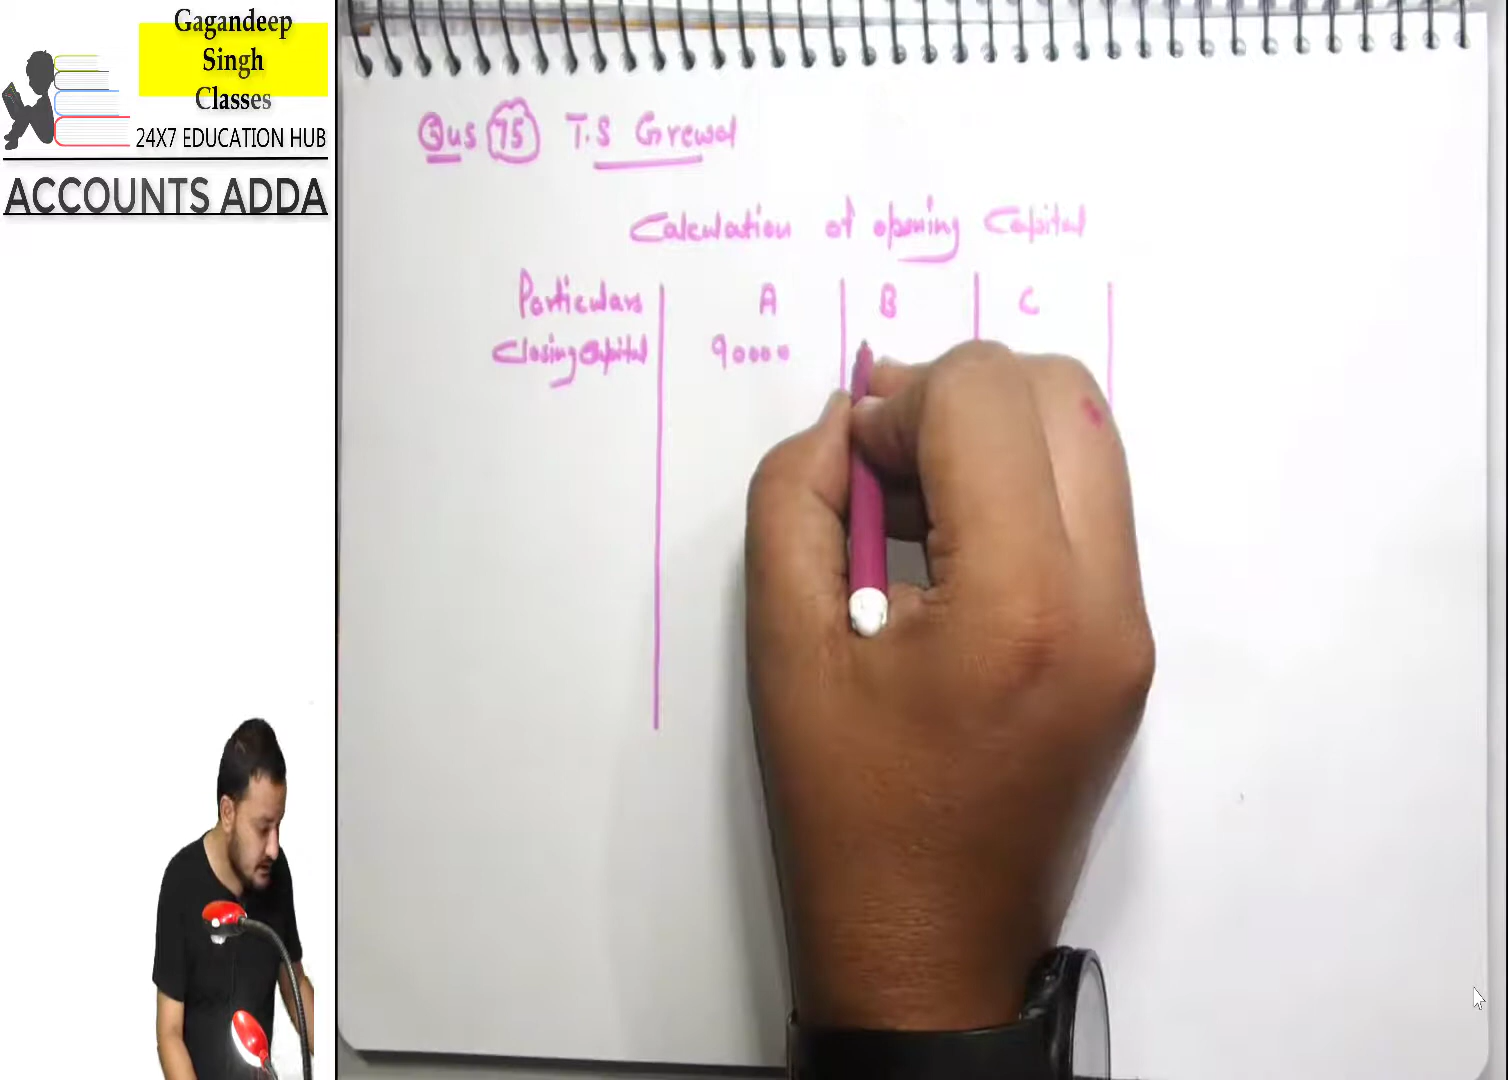 Gagandeep
Singh
Classes
24X7 EDUCATION HUB
ACCOUNTS ADDA
Qus 75 T.S Grewal
Calculation of opening Capital
Particulars A B C
Closing Capital 90000